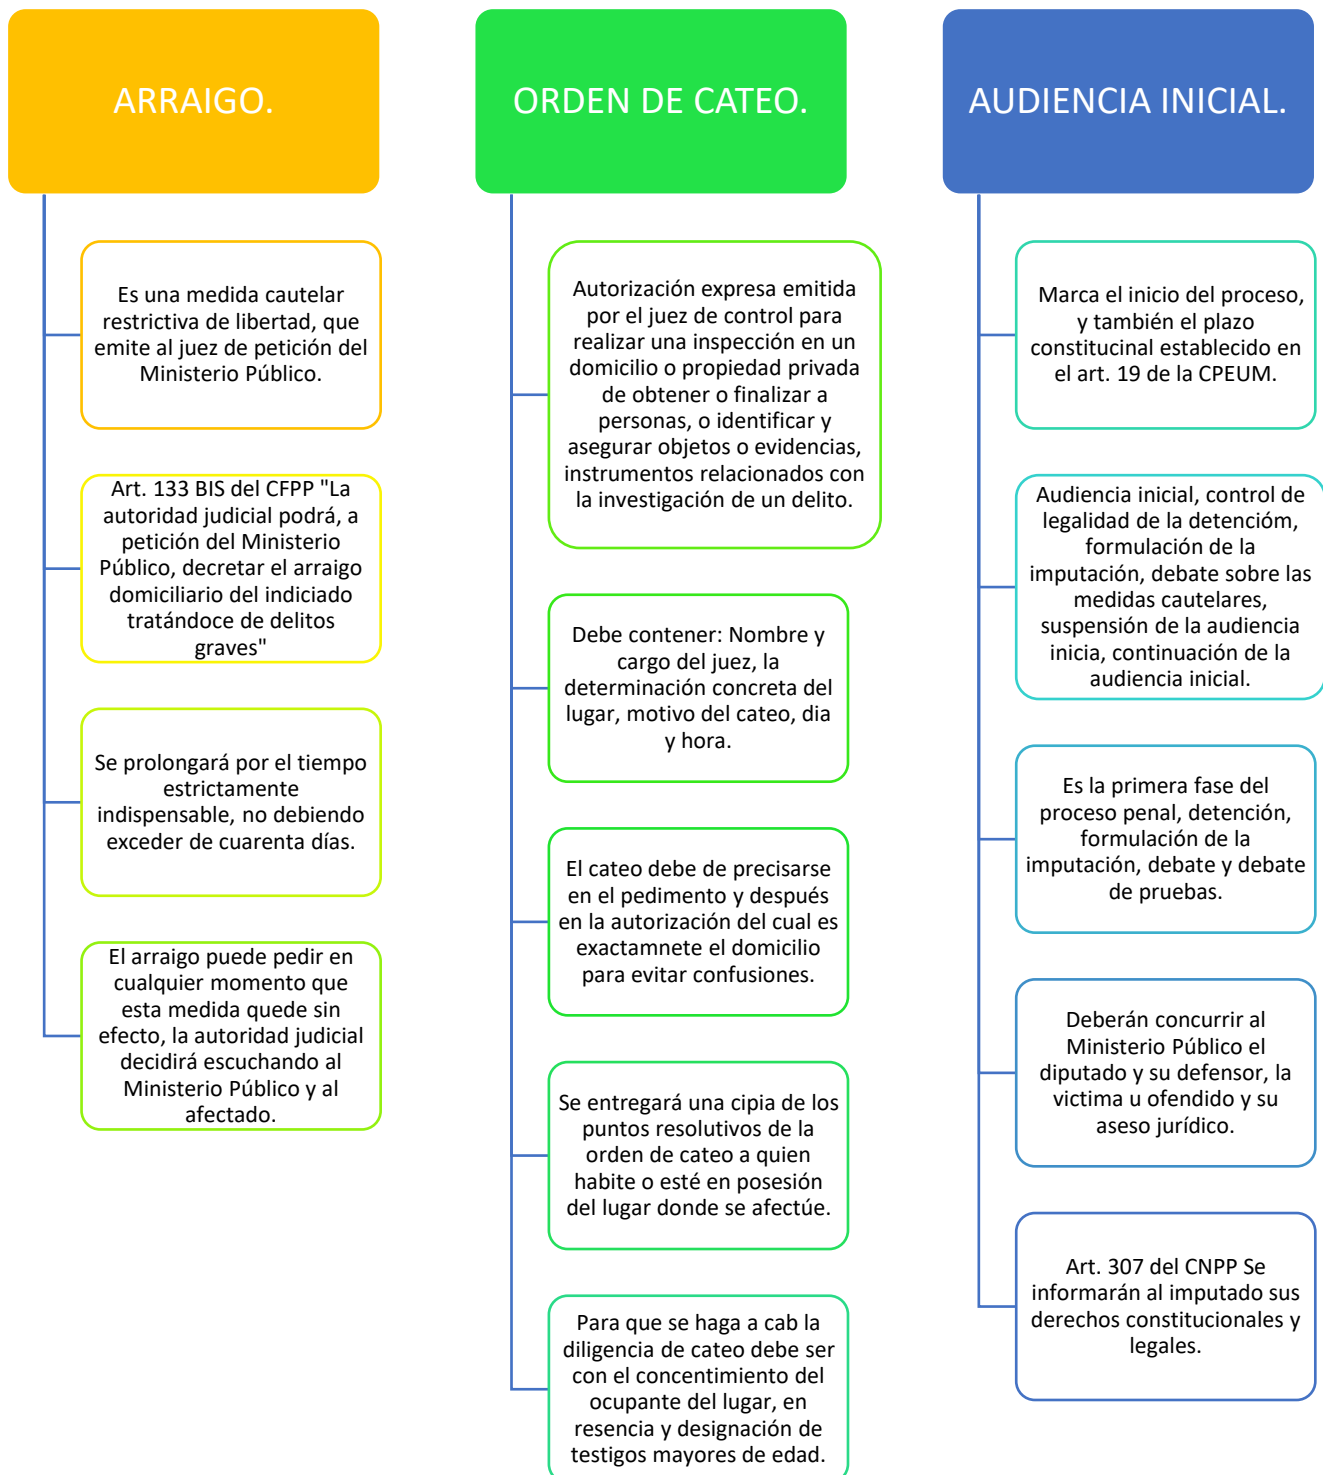 ARRAIGO.
Es una medida cautelar
restrictiva de libertad, que
emite al juez de petición del
Ministerio Público.
Art. 133 BIS del CFPP "La
autoridad judicial podrá, a
petición del Ministerio
Público, decretar el arraigo
domiciliario del indiciado
tratándoce de delitos
graves"
Se prolongará por el tiempo
estrictamente
indispensable, no debiendo
exceder de cuarenta días.
El arraigo puede pedir en
cualquier momento que
esta medida quede sin
efecto, la autoridad judicial
decidirá escuchando al
Ministerio Público y al
afectado.
ORDEN DE CATEO.
Autorización expresa emitida
por el juez de control para
realizar una inspección en un
domicilio o propiedad privada
de obtener o finalizar a
personas, o identificar y
asegurar objetos o evidencias,
instrumentos relacionados con
la investigación de un delito.
Debe contener: Nombre y
cargo del juez, la
determinación concreta del
lugar, motivo del cateo, dia
y hora.
El cateo debe de precisarse
en el pedimento y después
en la autorización del cual es
exactamnete el domicilio
para evitar confusiones.
Se entregará una cipia de los
puntos resolutivos de la
orden de cateo a quien
habite o esté en posesión
del lugar donde se afectúe.
Para que se haga a cab la
diligencia de cateo debe ser
con el concentimiento del
ocupante del lugar, en
resencia y designación de
testigos mayores de edad.
AUDIENCIA INICIAL.
Marca el inicio del proceso,
y también el plazo
constitucinal establecido en
el art. 19 de la CPEUM.
Audiencia inicial, control de
legalidad de la detencióm,
formulación de la
imputación, debate sobre las
medidas cautelares,
suspensión de la audiencia
inicia, continuación de la
audiencia inicial.
Es la primera fase del
proceso penal, detención,
formulación de la
imputación, debate y debate
de pruebas.
Deberán concurrir al
Ministerio Público el
diputado y su defensor, la
victima u ofendido y su
aseso jurídico.
Art. 307 del CNPP Se
informarán al imputado sus
derechos constitucionales y
legales.